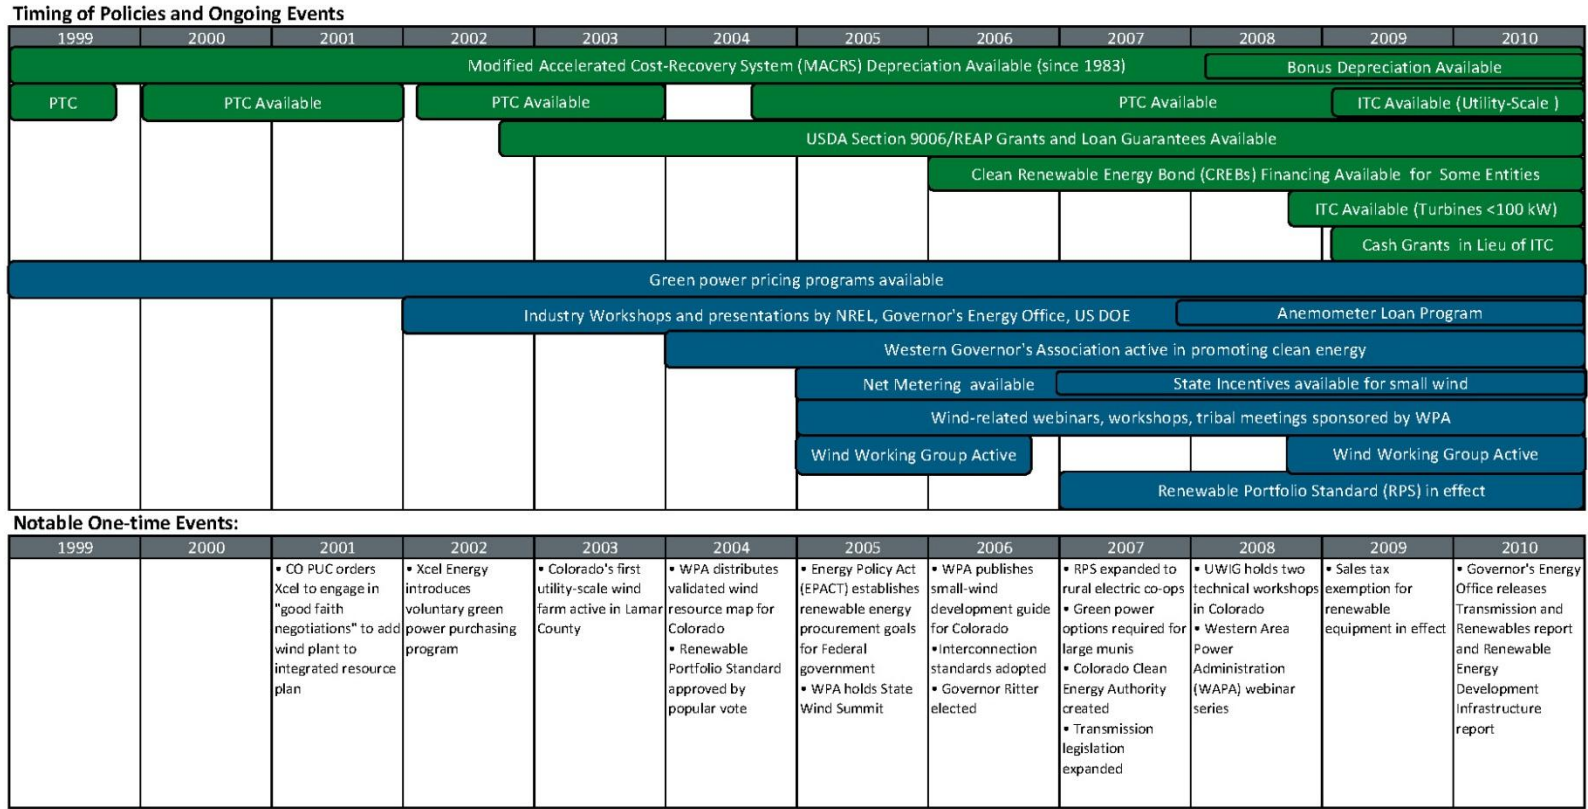 Timing of Policies and Ongoing Events
1999 2000 2001 2002 2003 2004 2005 2006 2007 2008 2009 2010
Modified Accelerated Cost-Recovery System (MACRS) Depreciation Available (since 1983)
Bonus Depreciation Available
PTC
PTC Available
PTC Available
PTC Available
ITC Available (Utility-Scale )
USDA Section 9006/REAP Grants and Loan Guarantees Available
Clean Renewable Energy Bond (CREBs) Financing Available for Some Entities
ITC Available (Turbines <100 kW)
Cash Grants in Lieu of ITC
Green power pricing programs available
Industry Workshops and presentations by NREL, Governor's Energy Office, US DOE
Anemometer Loan Program
Western Governor's Association active in promoting clean energy
Net Metering available
State Incentives available for small wind
Wind-related webinars, workshops, tribal meetings sponsored by WPA
Wind Working Group Active
Wind Working Group Active
Renewable Portfolio Standard (RPS) in effect
Notable One-time Events:
1999 2000 2001 2002 2003 2004 2005 2006 2007 2008 2009 2010
• CO PUC orders
Xcel to engage in
"good faith
negotiations" to add
wind plant to
integrated resource
plan
• Xcel Energy
introduces
voluntary green
power purchasing
program
• Colorado's first
utility-scale wind
farm active in Lamar
County
• WPA distributes
validated wind
resource map for
Colorado
• Renewable
Portfolio Standard
approved by
popular vote
• Energy Policy Act
(EPACT) establishes
renewable energy
procurement goals
for Federal
government
• WPA holds State
Wind Summit
• WPA publishes
small-wind
development guide
for Colorado
•Interconnection
standards adopted
• Governor Ritter
elected
• RPS expanded to
rural electric co-ops
• Green power
options required for
large munis
• Colorado Clean
Energy Authority
created
• Transmission
legislation
expanded
• UWIG holds two
technical workshops
in Colorado
• Western Area
Power
Administration
(WAPA) webinar
series
• Sales tax
exemption for
renewable
equipment in effect
• Governor's Energy
Office releases
Transmission and
Renewables report
and Renewable
Energy
Development
Infrastructure
report